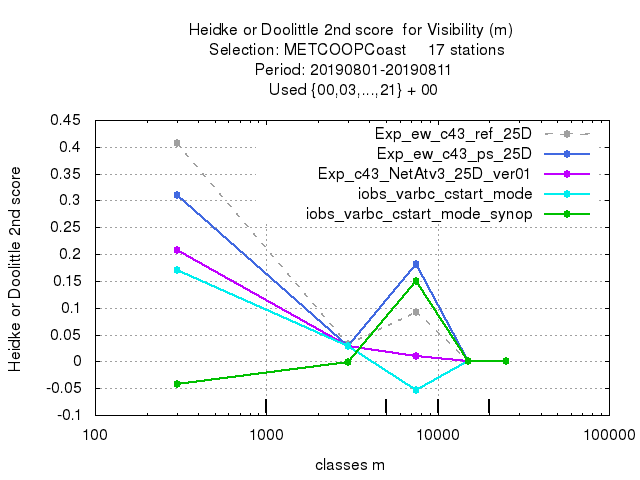 Heidke or Doolittle 2nd score  for Visibility (m)
Selection: METCOOPCoast     17 stations
Period: 20190801-20190811
Used {00,03,...,21} + 00
Exp_ew_c43_ref_25D
Exp_ew_c43_ps_25D
Exp_c43_NetAtv3_25D_ver01
iobs_varbc_cstart_mode
iobs_varbc_cstart_mode_synop
Heidke or Doolittle 2nd score
0.45
0.4
0.35
0.3
0.25
0.2
0.15
0.1
0.05
0
-0.05
-0.1
100 1000 10000 100000
classes m